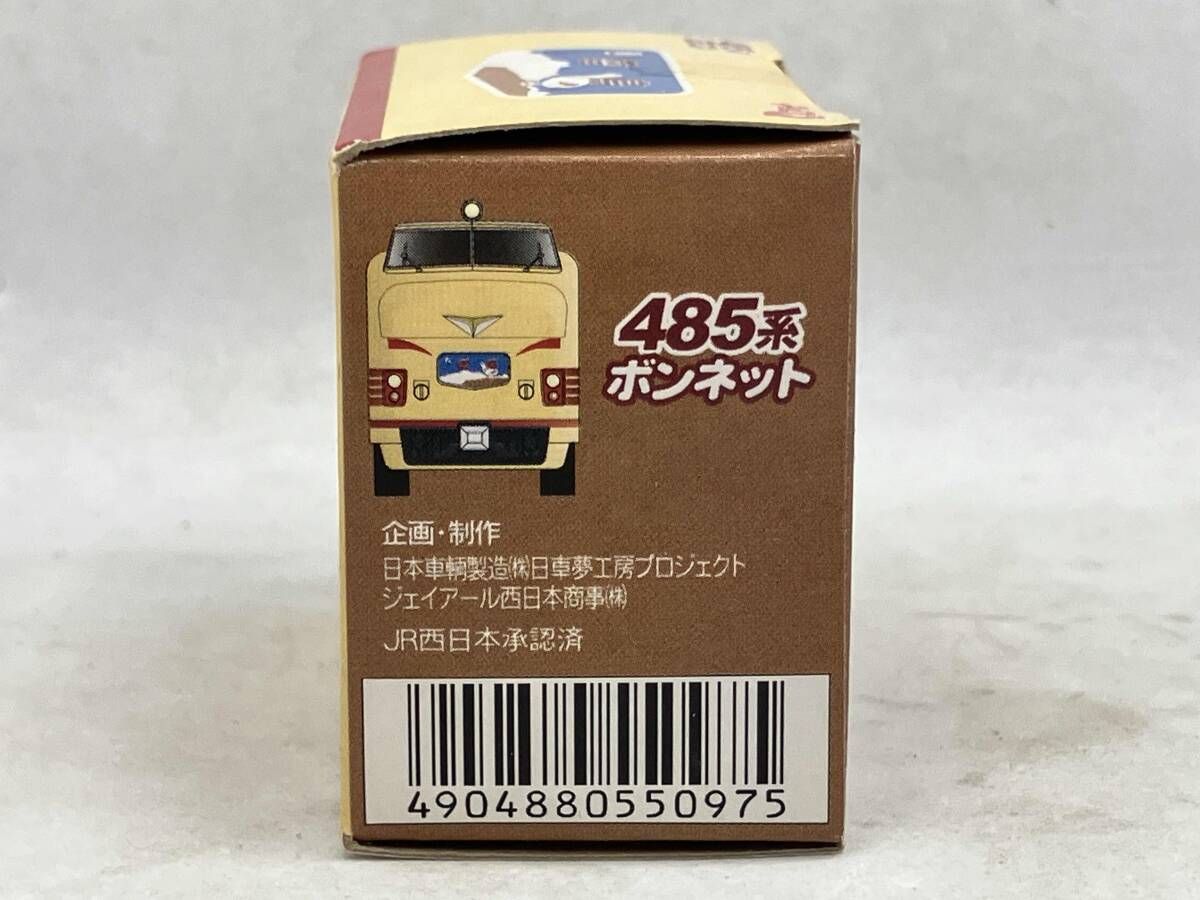 485系
ボンネット
企画・制作
日本車輌製造㈱日車夢工房プロジェクト
ジェイアール西日本商事㈱
JR西日本承認済
4904880550975